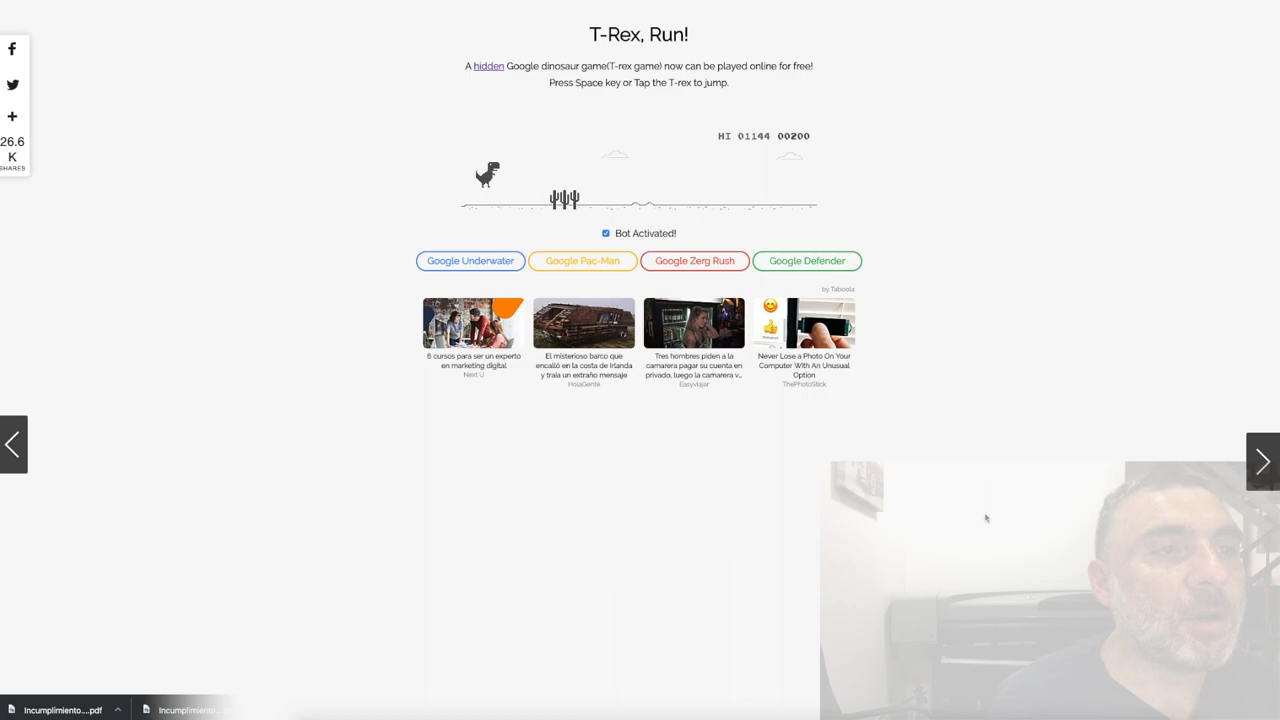 T-Rex, Run!
A hidden Google dinosaur game(T-rex game) now can be played online for free!
Press Space key or Tap the T-rex to jump.
26.6
K
SHARES
HI 01144 00200
Bot Activated!
Google Underwater
Google Pac-Man
Google Zerg Rush
Google Defender
by Taboola
6 cursos para ser un experto
en marketing digital
Next U
El misterioso barco que
encalló en la costa de Irlanda
y traía un extraño mensaje
HolaGente
Tres hombres piden a la
camarera pagar su cuenta en
privado, luego la camarera v...
Easyviajar
Never Lose a Photo On Your
Computer With An Unusual
Option
ThePhotoStick
Incumplimiento....pdf
Incumplimiento...